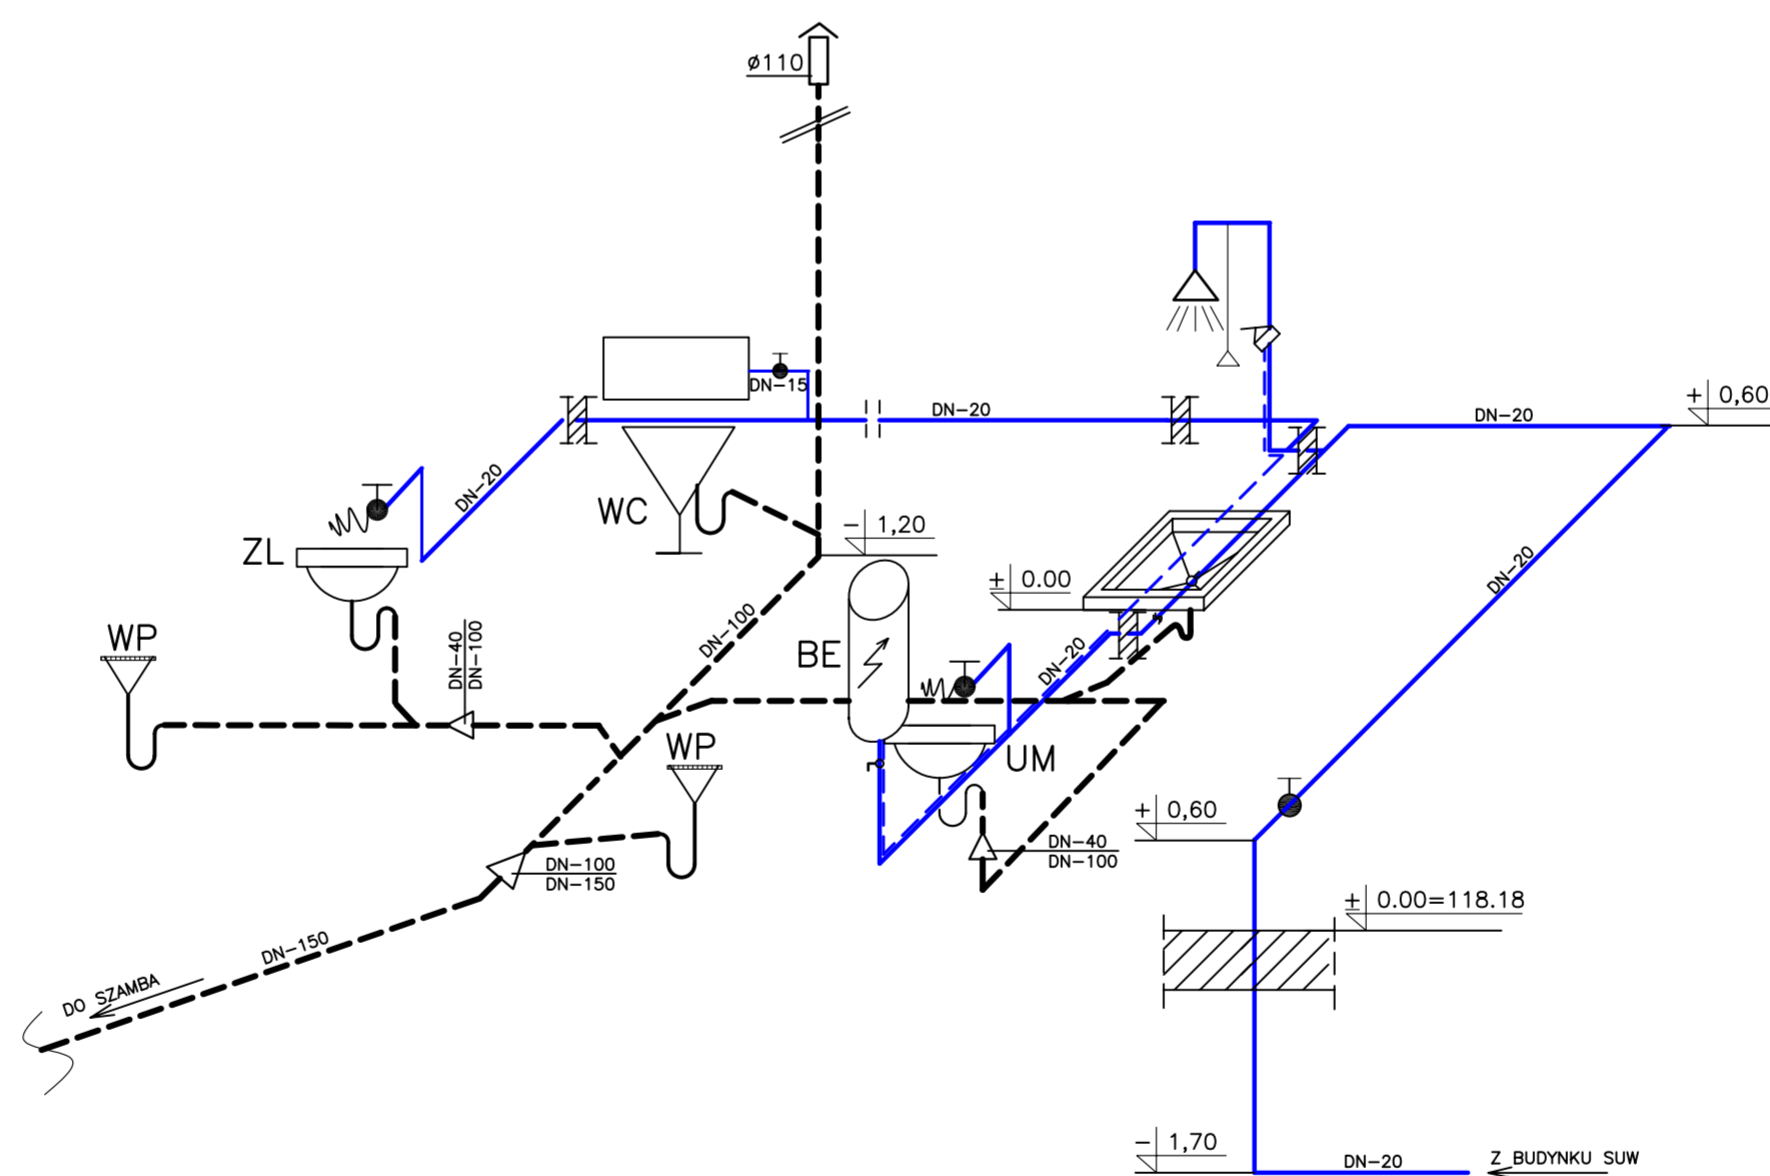 ø110
DN-15
DN-20
DN-20
+ 0,60
DN-20
WC
- 1,20
ZL
± 0.00
DN-20
WP
DN-40
DN-100
DN-100
BE
DN-20
WP
UM
+ 0,60
DN-40
DN-100
DN-100
DN-150
± 0.00=118.18
DN-150
DO SZAMBA
- 1,70
DN-20
Z BUDYNKU SUW